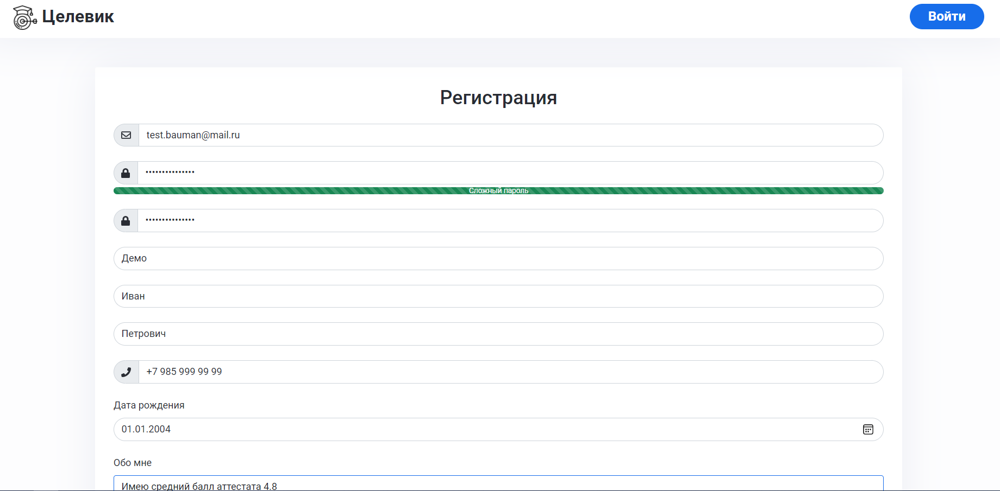 Целевик
Войти
Регистрация
test.bauman@mail.ru
•••••••••••••••
Сложный пароль
•••••••••••••••
Демо
Иван
Петрович
+7 985 999 99 99
Дата рождения
01.01.2004
Обо мне
Имею средний балл аттестата 4.8